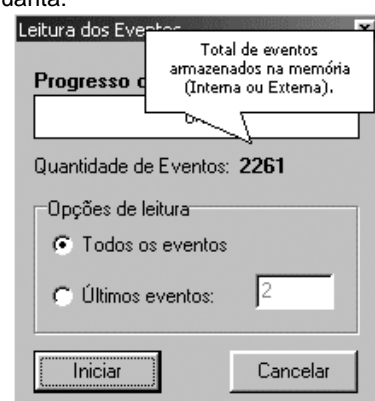 Leitura dos Eventos
Total de eventos
armazenados na memória
(Interna ou Externa).
Progresso
Quantidade de Eventos: 2261
Opções de leitura
Todos os eventos
Últimos eventos: 2
Iniciar Cancelar